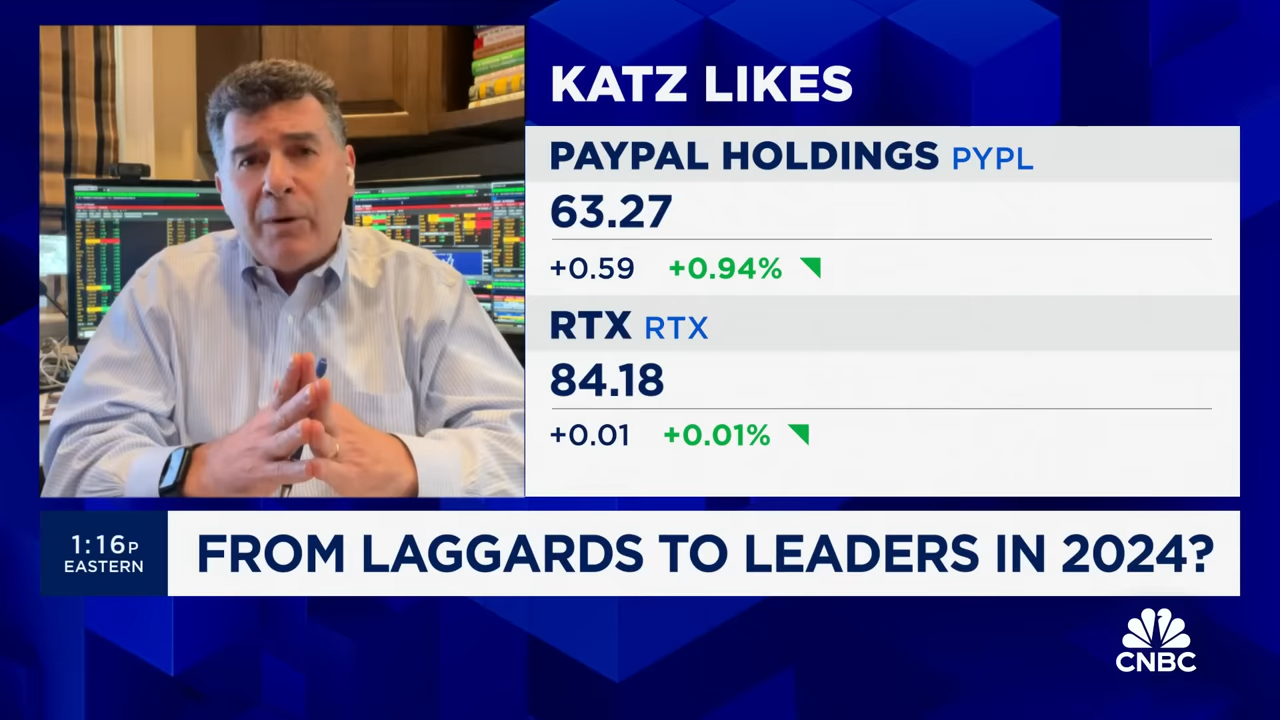 KATZ LIKES
PAYPAL HOLDINGS PYPL
63.27
+0.59 +0.94%
RTX RTX
84.18
+0.01 +0.01%
1:16P
EASTERN
FROM LAGGARDS TO LEADERS IN 2024?
CNBC